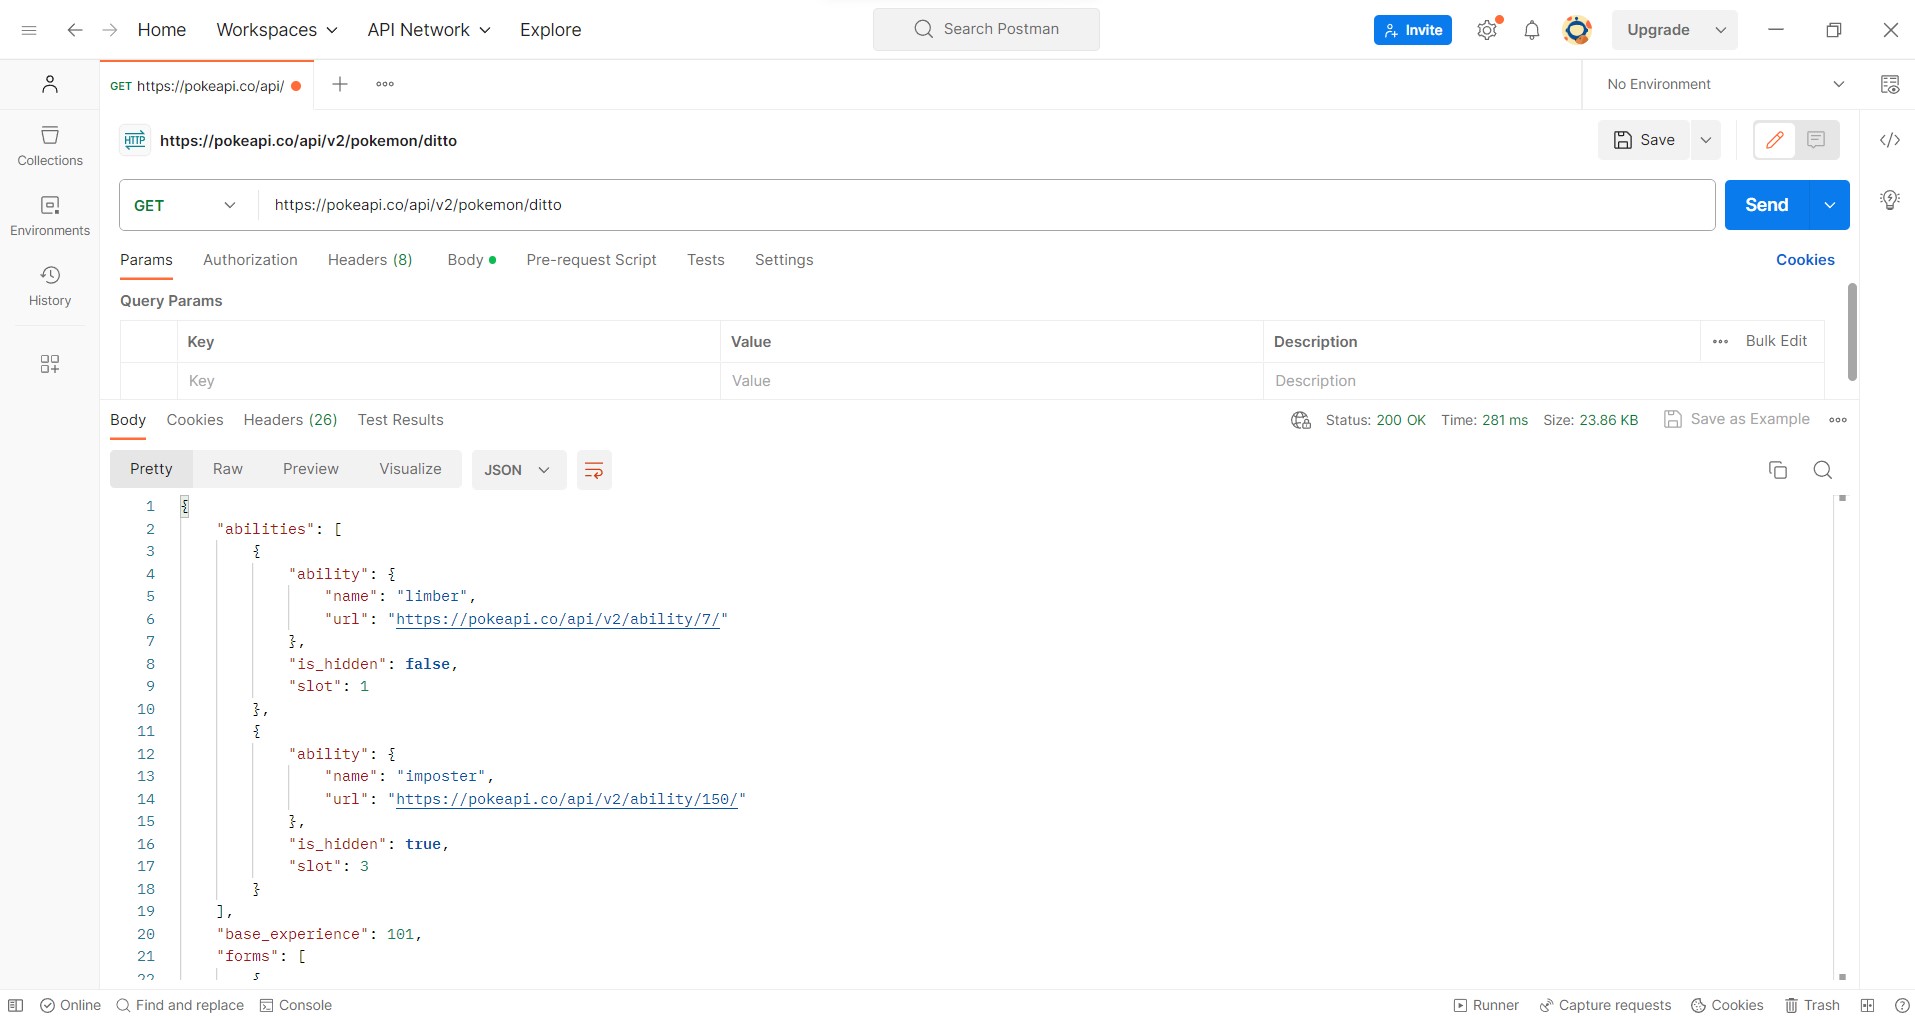 Home Workspaces API Network Explore Search Postman Invite Upgrade
GET https://pokeapi.co/api/ No Environment
HTTP https://pokeapi.co/api/v2/pokemon/ditto Save
GET https://pokeapi.co/api/v2/pokemon/ditto Send
Params Authorization Headers (8) Body Pre-request Script Tests Settings Cookies
Collections
Environments
History
Query Params
Key Value Description Bulk Edit
Key Value Description
Body Cookies Headers (26) Test Results Status: 200 OK Time: 281 ms Size: 23.86 KB Save as Example
Pretty Raw Preview Visualize JSON
1 {
2 "abilities": [
3 {
4 "ability": {
5 "name": "limber",
6 "url": "https://pokeapi.co/api/v2/ability/7/"
7 },
8 "is_hidden": false,
9 "slot": 1
10 },
11 {
12 "ability": {
13 "name": "imposter",
14 "url": "https://pokeapi.co/api/v2/ability/150/"
15 },
16 "is_hidden": true,
17 "slot": 3
18 }
19 ],
20 "base_experience": 101,
21 "forms": [
22 {
Online Find and replace Console Runner Capture requests Cookies Trash